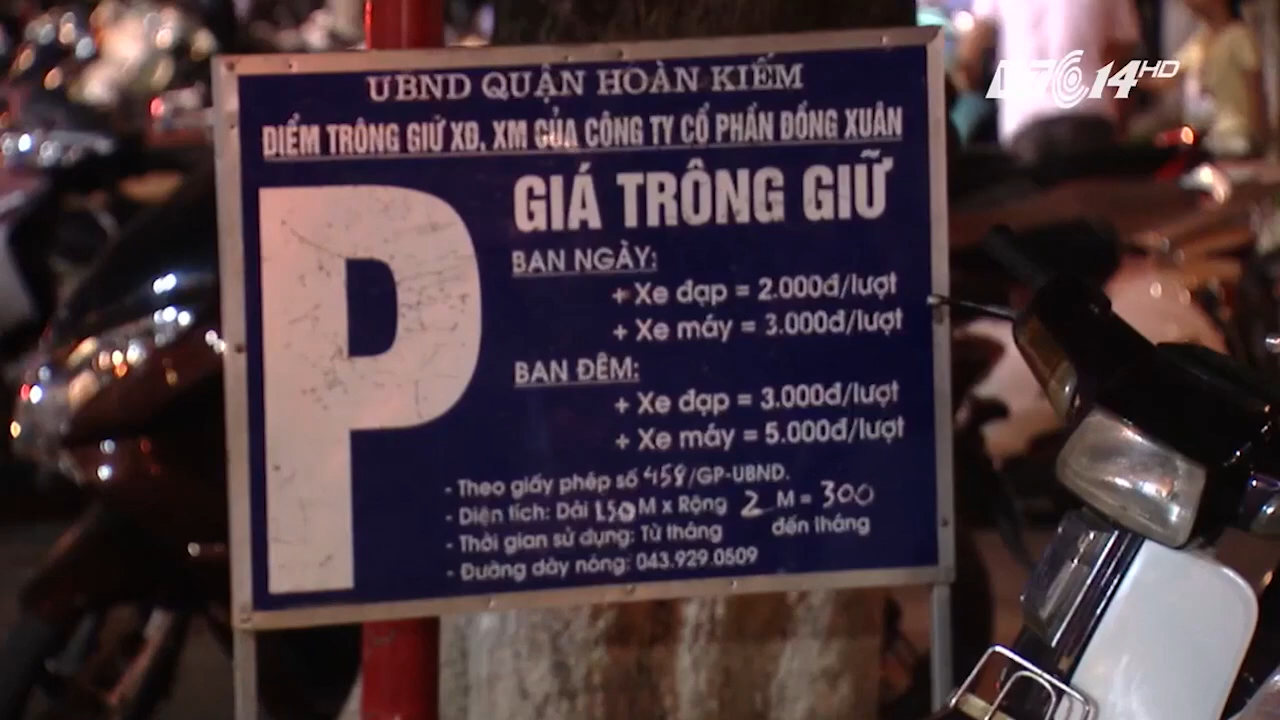 VTC14HD
UBND QUẬN HOÀN KIẾM
ĐIỂM TRÔNG GIỮ XĐ, XM CỦA CÔNG TY CỔ PHẦN ĐỒNG XUÂN
P
GIÁ TRÔNG GIỮ
BAN NGÀY:
+ Xe đạp = 2.000đ/lượt
+ Xe máy = 3.000đ/lượt
BAN ĐÊM:
+ Xe đạp = 3.000đ/lượt
+ Xe máy = 5.000đ/lượt
- Theo giấy phép số 458/GP-UBND.
- Diện tích: Dài 150 M x Rộng 2 M = 300
- Thời gian sử dụng: Từ tháng đến tháng
- Đường dây nóng: 043.929.0509